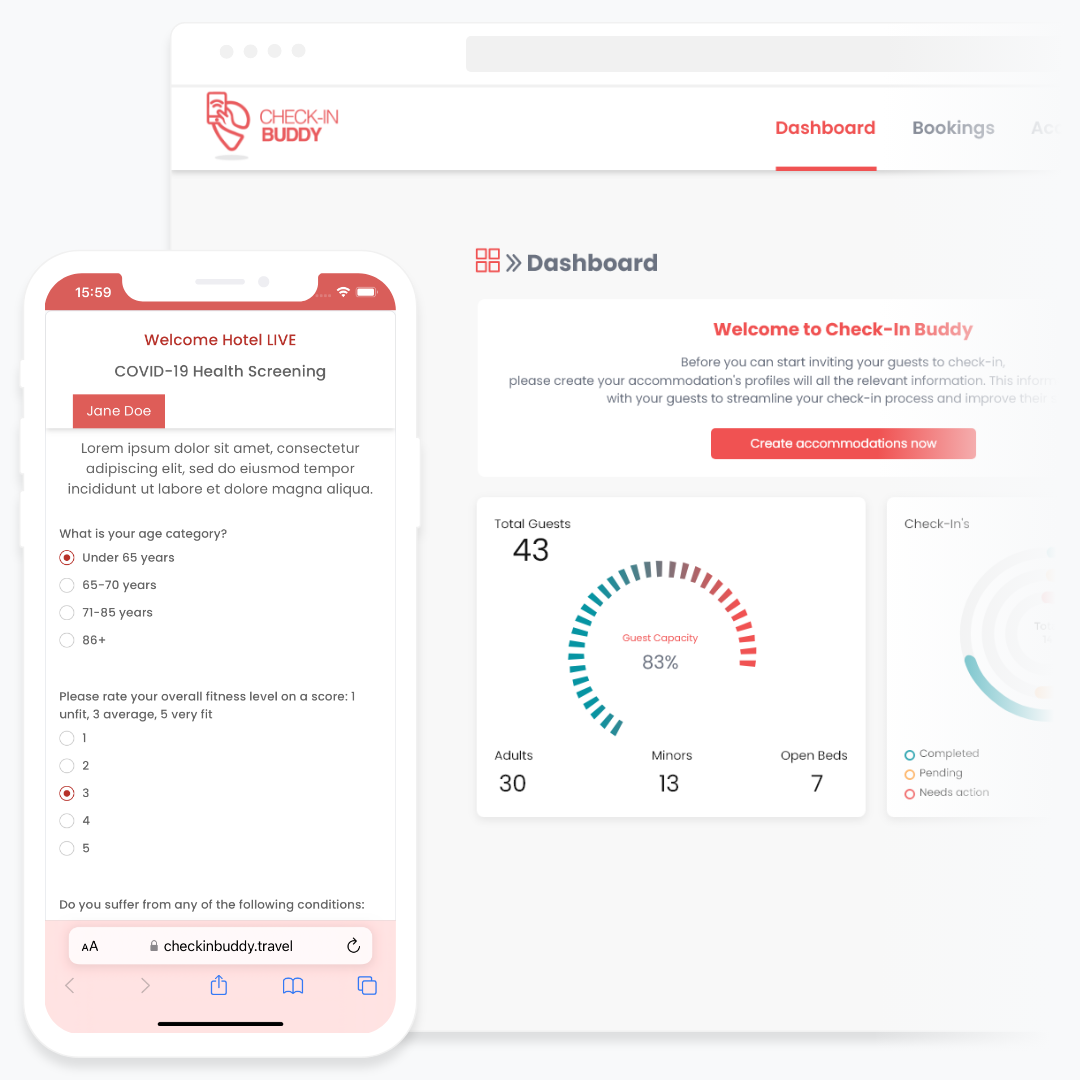 CHECK-IN
BUDDY
Dashboard
Bookings
Dashboard
Welcome to Check-In Buddy
Before you can start inviting your guests to check-in,
please create your accommodation's profiles will all the relevant information. This
with your guests to streamline your check-in process and improve their
Create accommodations now
Total Guests
43
Guest Capacity
83%
Adults
Minors
Open Beds
30
13
7
Check-In's
Completed
Pending
Needs action
15:59
Welcome Hotel LIVE
COVID-19 Health Screening
Jane Doe
Lorem ipsum dolor sit amet, consectetur
adipiscing elit, sed do eiusmod tempor
incididunt ut labore et dolore magna aliqua.
What is your age category?
Under 65 years
65-70 years
71-85 years
86+
Please rate your overall fitness level on a score: 1
unfit, 3 average, 5 very fit
1
2
3
4
5
Do you suffer from any of the following conditions:
AA
checkinbuddy.travel